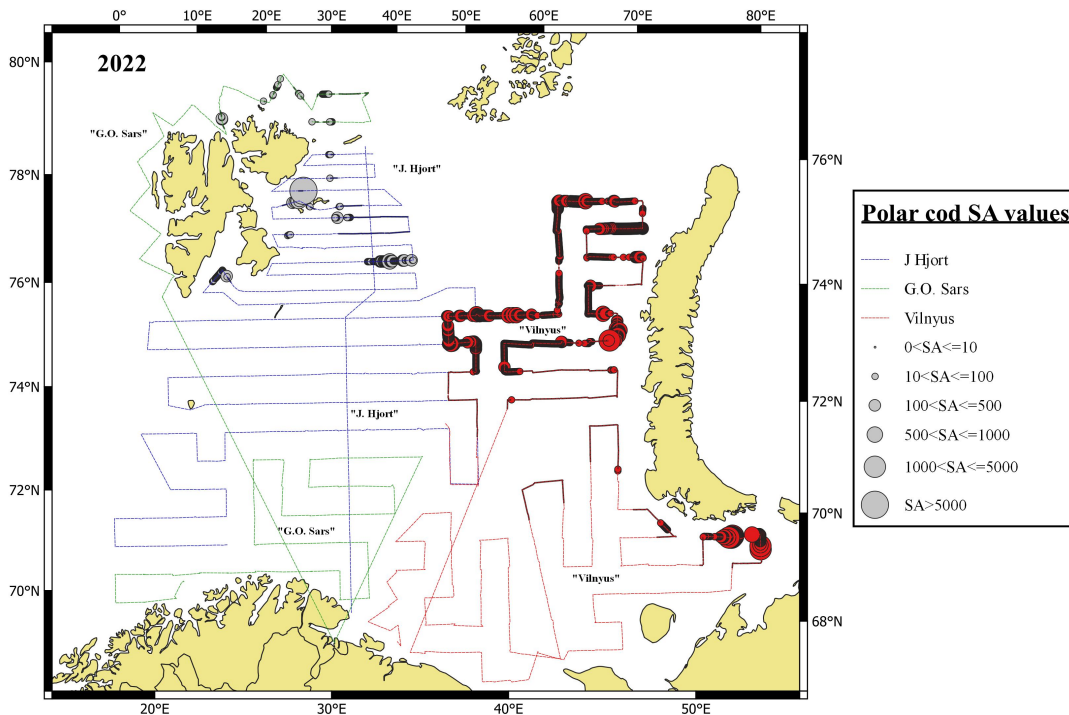 0° 10°E 20°E 30°E 40°E 50°E 60°E 70°E 80°E
80°N
2022
"G.O. Sars"
76°N
"J. Hjort"
78°N
Polar cod SA values
J Hjort
76°N
74°N
G.O. Sars
Vilnyus
"Vilnyus"
0<SA<=10
10<SA<=100
74°N
72°N
100<SA<=500
"J. Hjort"
500<SA<=1000
1000<SA<=5000
72°N
SA>5000
70°N
"G.O. Sars"
"Vilnyus"
70°N
68°N
20°E 30°E 40°E 50°E